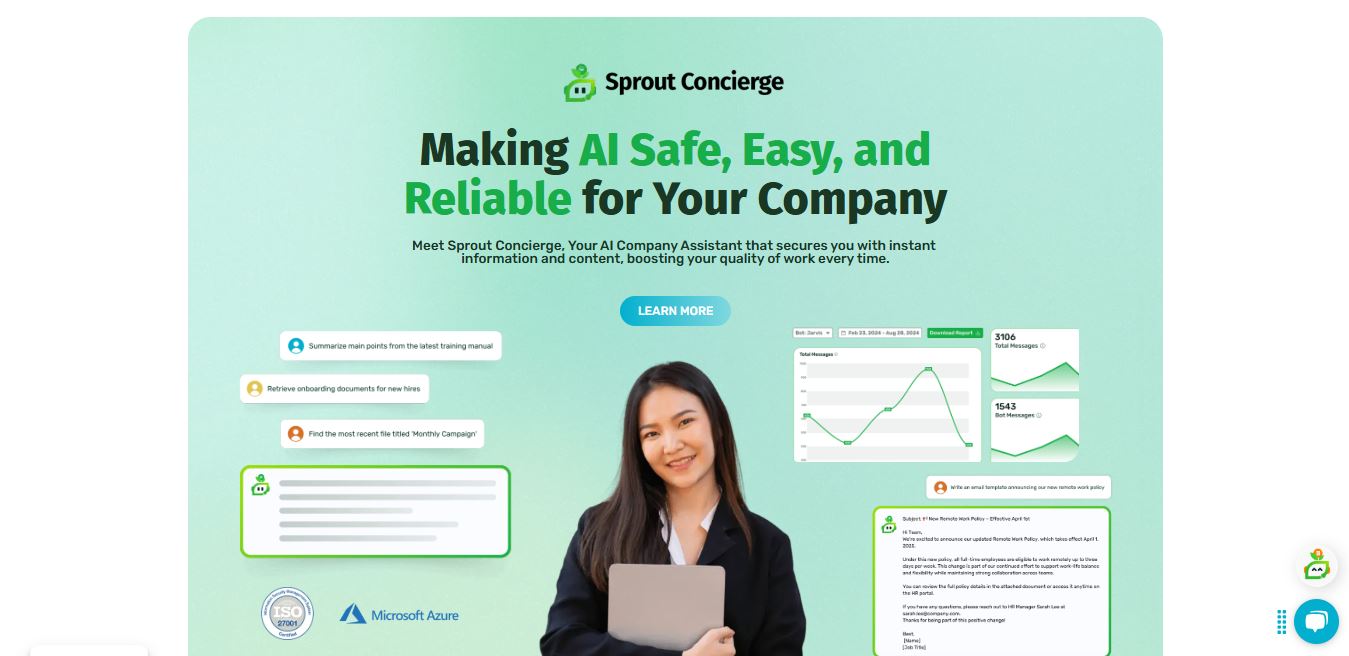 Sprout Concierge
Making AI Safe, Easy, and
Reliable for Your Company
Meet Sprout Concierge, Your AI Company Assistant that secures you with instant
information and content, boosting your quality of work every time.
LEARN MORE
Summarize main points from the latest training manual
Retrieve onboarding documents for new hires
Find the most recent file titled 'Monthly Campaign'
ISO
27001
Certified
Microsoft Azure
Bot: Jarvis
Feb 23, 2024 - Aug 28, 2024
Download Report
Total Messages
3106
Total Messages
1543
Bot Messages
Write an email template announcing our new remote work policy
Subject: New Remote Work Policy – Effective April 1st
Hi Team,
We're excited to announce our updated Remote Work Policy, which takes effect April 1,
2025.
Under this new policy, all full-time employees are eligible to work remotely up to three
days per week. This change is part of our continued effort to support work-life balance
and flexibility while maintaining strong collaboration across teams.
You can review the full policy details in the attached document or access it anytime on
the HR portal.
If you have any questions, please reach out to HR Manager Sarah Lee at
sarah.lee@company.com.
Thanks for being part of this positive change!
Best,
[Name]
[Job Title]